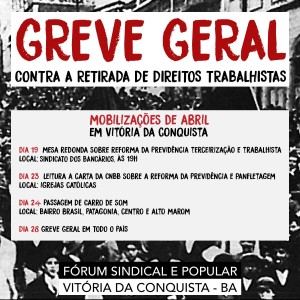 GREVE GERAL
CONTRA A RETIRADA DE DIREITOS TRABALHISTAS
MOBILIZAÇÕES DE ABRIL
EM VITÓRIA DA CONQUISTA
DIA 19 MESA REDONDA SOBRE REFORMA DA PREVIDÊNCIA TERCEIRIZAÇÃO E TRABALHISTA
LOCAL: SINDICATO DOS BANCÁRIOS, ÀS 19H
DIA 23 LEITURA A CARTA DA CNBB SOBRE A REFORMA DA PREVIDÊNCIA E PANFLETAGEM
LOCAL: IGREJAS CATÓLICAS
DIA 24 PASSAGEM DE CARRO DE SOM
LOCAL: BAIRRO BRASIL, PATAGONIA, CENTRO E ALTO MAROM
DIA 28 GREVE GERAL EM TODO O PAÍS
FÓRUM SINDICAL E POPULAR
VITÓRIA DA CONQUISTA - BA